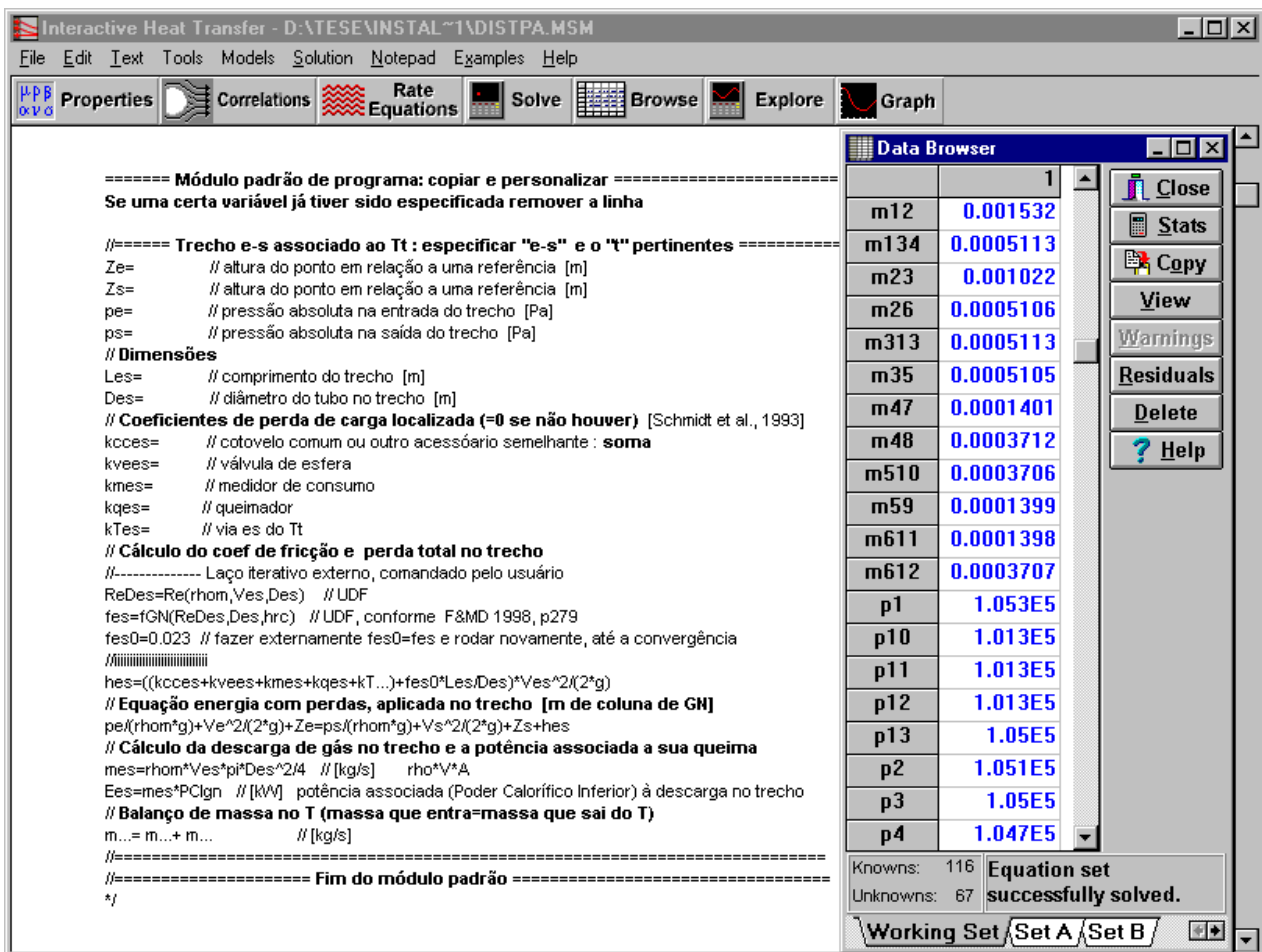 Interactive Heat Transfer - D:\TESE\INSTAL~1\DISTPA.MSM
File Edit Text Tools Models Solution Notepad Examples Help
μ ρ β
α ν σ
Properties
Correlations
Rate
Equations
Solve
Browse
Explore
Graph
======= Módulo padrão de programa: copiar e personalizar ========================
Se uma certa variável já tiver sido especificada remover a linha
//====== Trecho e-s associado ao Tt : especificar "e-s" e o "t" pertinentes ===========
Ze= // altura do ponto em relação a uma referência [m]
Zs= // altura do ponto em relação a uma referência [m]
pe= // pressão absoluta na entrada do trecho [Pa]
ps= // pressão absoluta na saída do trecho [Pa]
// Dimensões
Les= // comprimento do trecho [m]
Des= // diâmetro do tubo no trecho [m]
// Coeficientes de perda de carga localizada (=0 se não houver) [Schmidt et al., 1993]
kcces= // cotovelo comum ou outro acessóario semelhante : soma
kvees= // válvula de esfera
kmes= // medidor de consumo
kqes= // queimador
kTes= // via es do Tt
// Cálculo do coef de fricção e perda total no trecho
//-------------- Laço iterativo externo, comandado pelo usuário
ReDes=Re(rhom,Ves,Des) // UDF
fes=fGN(ReDes,Des,hrc) // UDF, conforme F&MD 1998, p279
fes0=0.023 // fazer externamente fes0=fes e rodar novamente, até a convergência
hes=((kcces+kvees+kmes+kqes+kT...)+fes0*Les/Des)*Ves^2/(2*g)
// Equação energia com perdas, aplicada no trecho [m de coluna de GN]
pe/(rhom*g)+Ve^2/(2*g)+Ze=ps/(rhom*g)+Vs^2/(2*g)+Zs+hes
// Cálculo da descarga de gás no trecho e a potência associada a sua queima
mes=rhom*Ves*pi*Des^2/4 // [kg/s] rho*V*A
Ees=mes*PCIgn // [kW] potência associada (Poder Calorífico Inferior) à descarga no trecho
// Balanço de massa no T (massa que entra=massa que sai do T)
m...= m...+ m... // [kg/s]
//============================================================================
//===================== Fim do módulo padrão ==================================
*/
Data Browser
1
m12 0.001532
m134 0.0005113
m23 0.001022
m26 0.0005106
m313 0.0005113
m35 0.0005105
m47 0.0001401
m48 0.0003712
m510 0.0003706
m59 0.0001399
m611 0.0001398
m612 0.0003707
p1 1.053E5
p10 1.013E5
p11 1.013E5
p12 1.013E5
p13 1.05E5
p2 1.051E5
p3 1.05E5
p4 1.047E5
Close
Stats
Copy
View
Warnings
Residuals
Delete
? Help
Knowns: 116
Unknowns: 67
Equation set
successfully solved.
Working Set Set A Set B